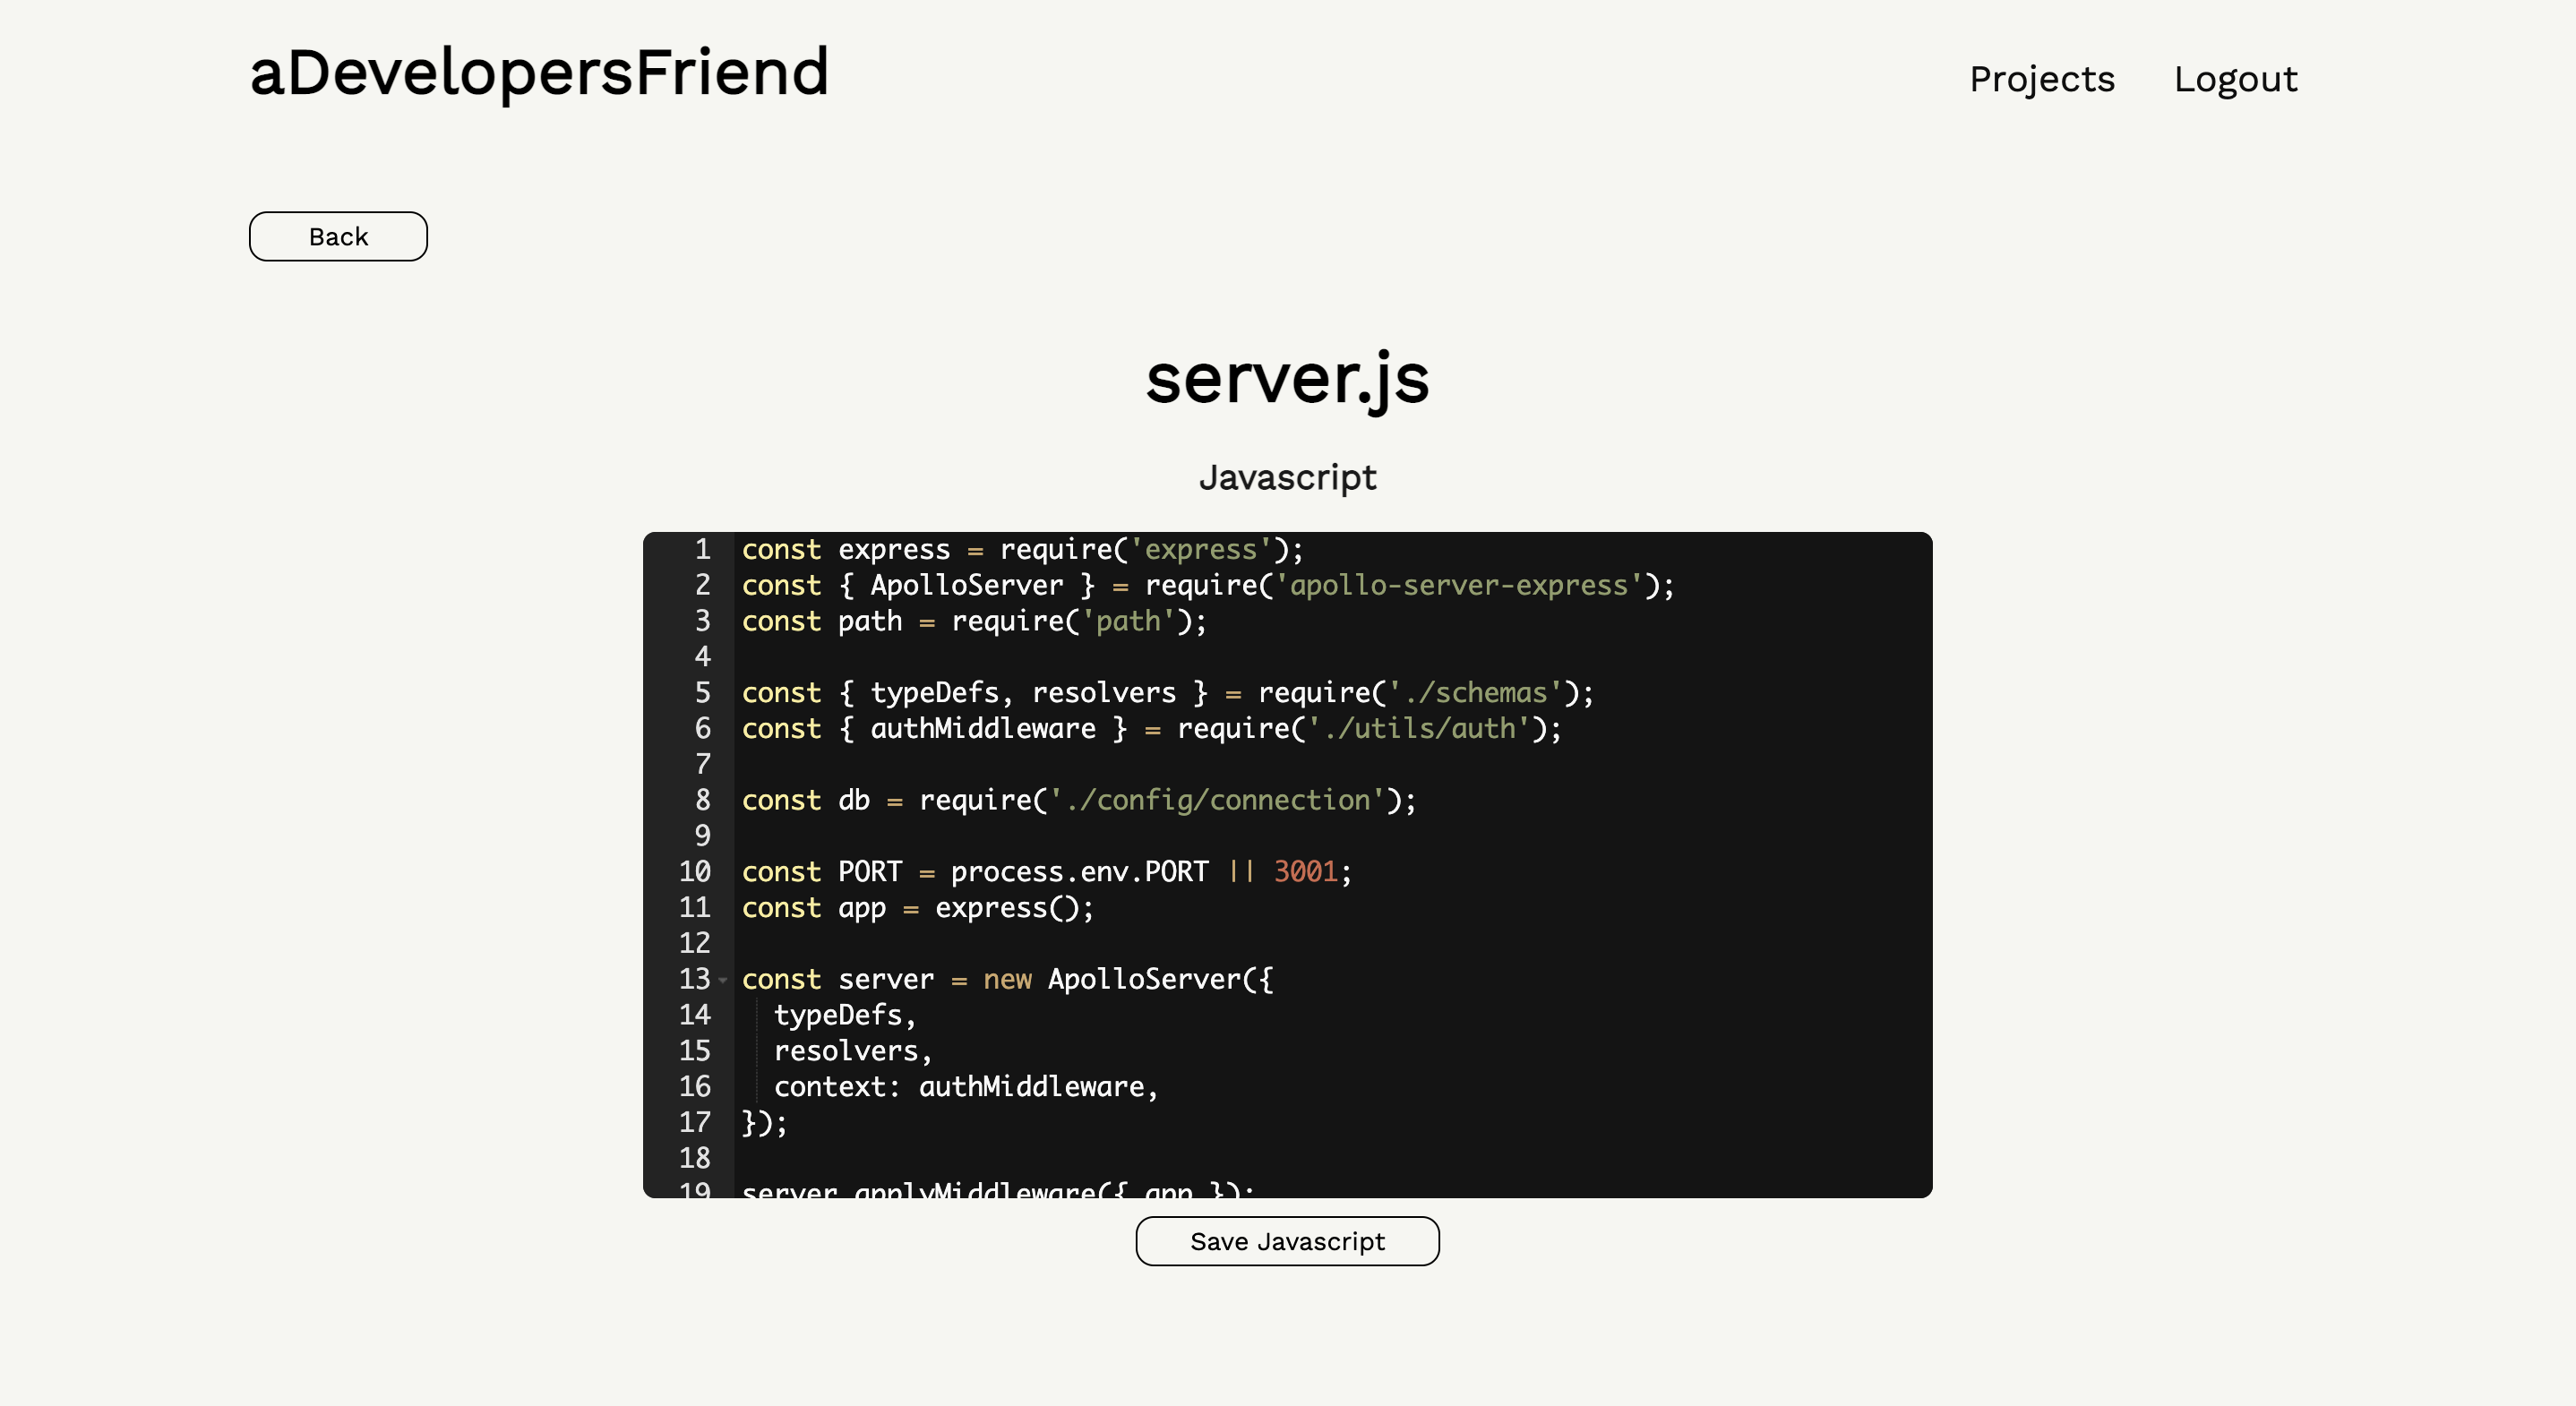 aDevelopersFriend
Projects Logout
Back
server.js
Javascript
1 const express = require('express');
2 const { ApolloServer } = require('apollo-server-express');
3 const path = require('path');
4
5 const { typeDefs, resolvers } = require('./schemas');
6 const { authMiddleware } = require('./utils/auth');
7
8 const db = require('./config/connection');
9
10 const PORT = process.env.PORT || 3001;
11 const app = express();
12
13 const server = new ApolloServer({
14 typeDefs,
15 resolvers,
16 context: authMiddleware,
17 });
18
19 server.applyMiddleware({ app });
Save Javascript